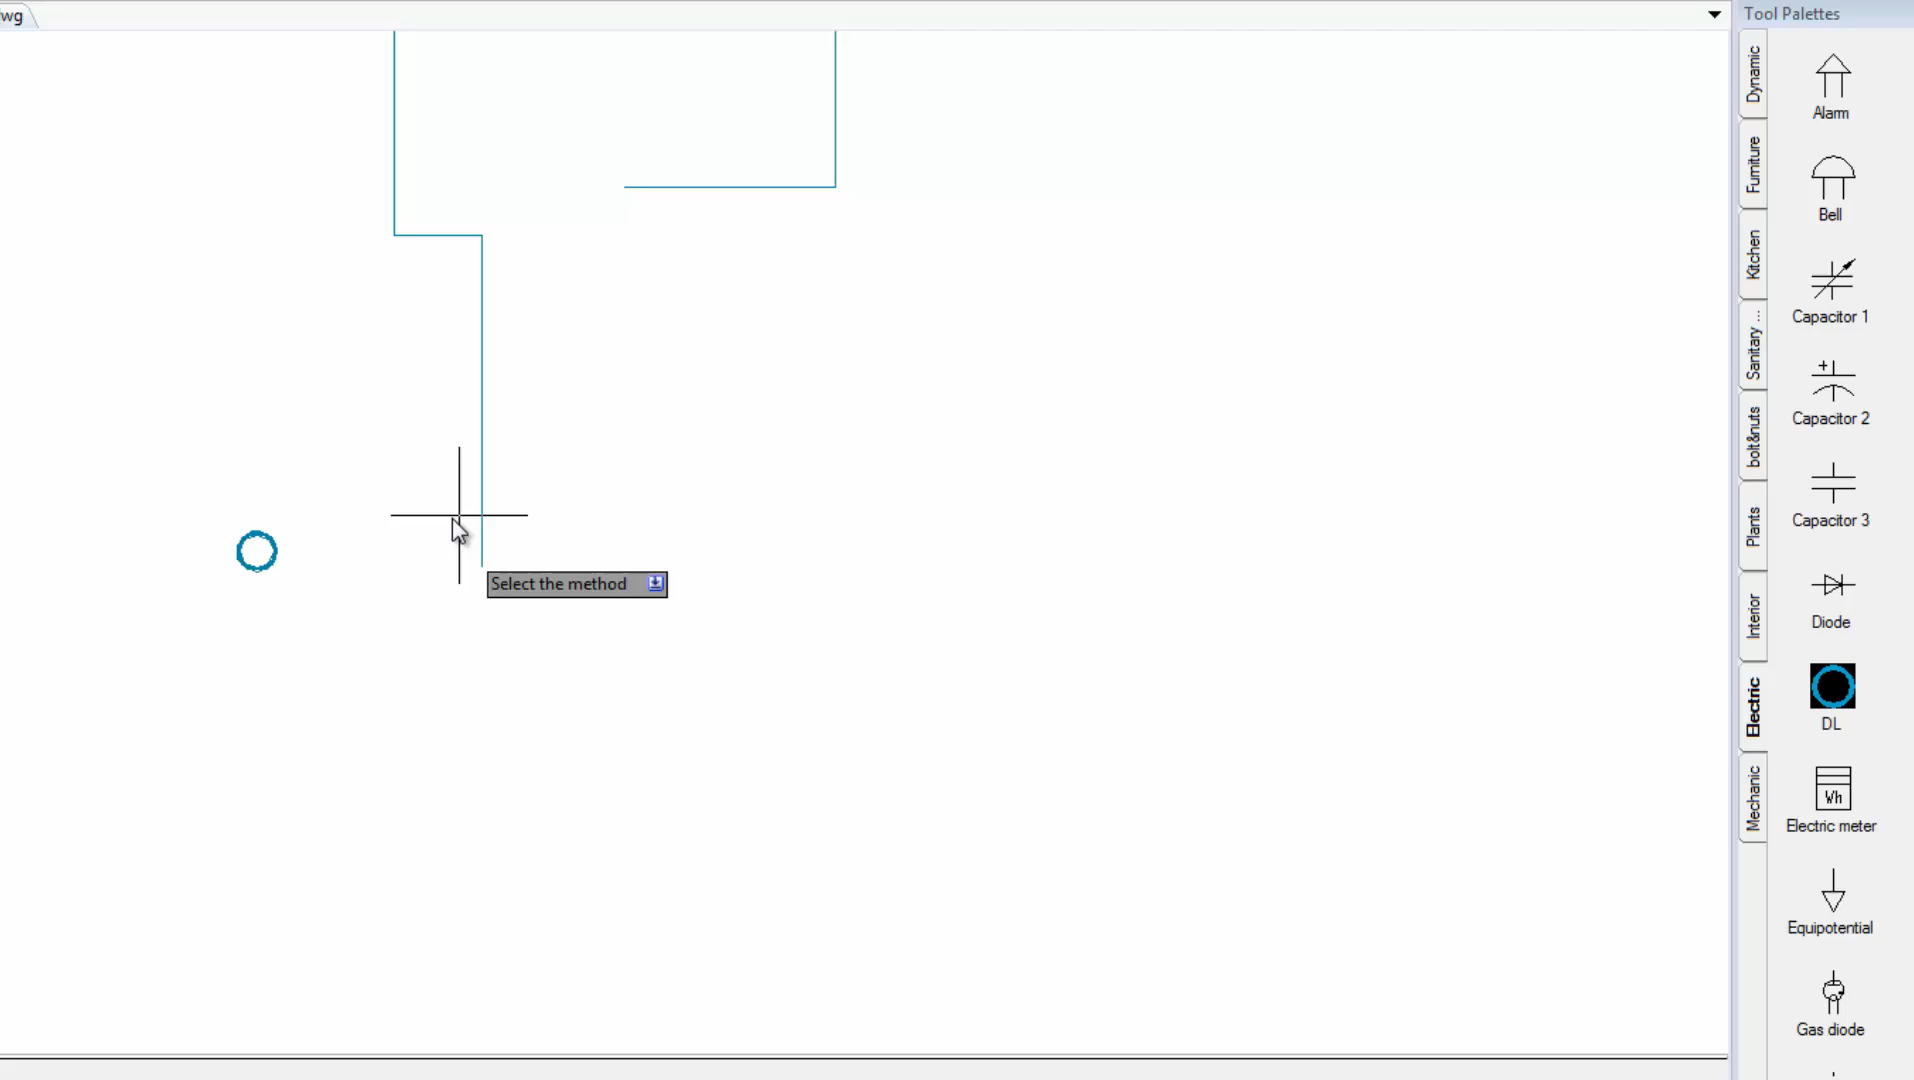 wg
Tool Palettes
Dynamic
Furniture
Kitchen
Sanitary ...
bolt&nuts
Plants
Interior
Electric
Mechanic
Alarm
Bell
Capacitor 1
+
Capacitor 2
Capacitor 3
Diode
DL
Wh
Electric meter
Equipotential
Gas diode
Select the method